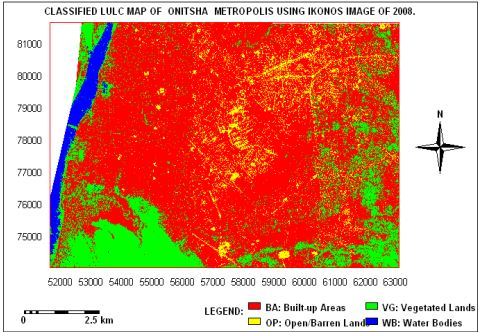 CLASSIFIED LULC MAP OF ONITSHA METROPOLIS USING IKONOS IMAGE OF 2008.
81000
80000
79000
78000
77000
76000
75000
N
52000 53000 54000 55000 56000 57000 58000 59000 60000 61000 62000 63000
0 2.5 km
LEGEND: BA: Built-up Areas VG: Vegetated Lands
OP: Open/Barren Land WB: Water Bodies